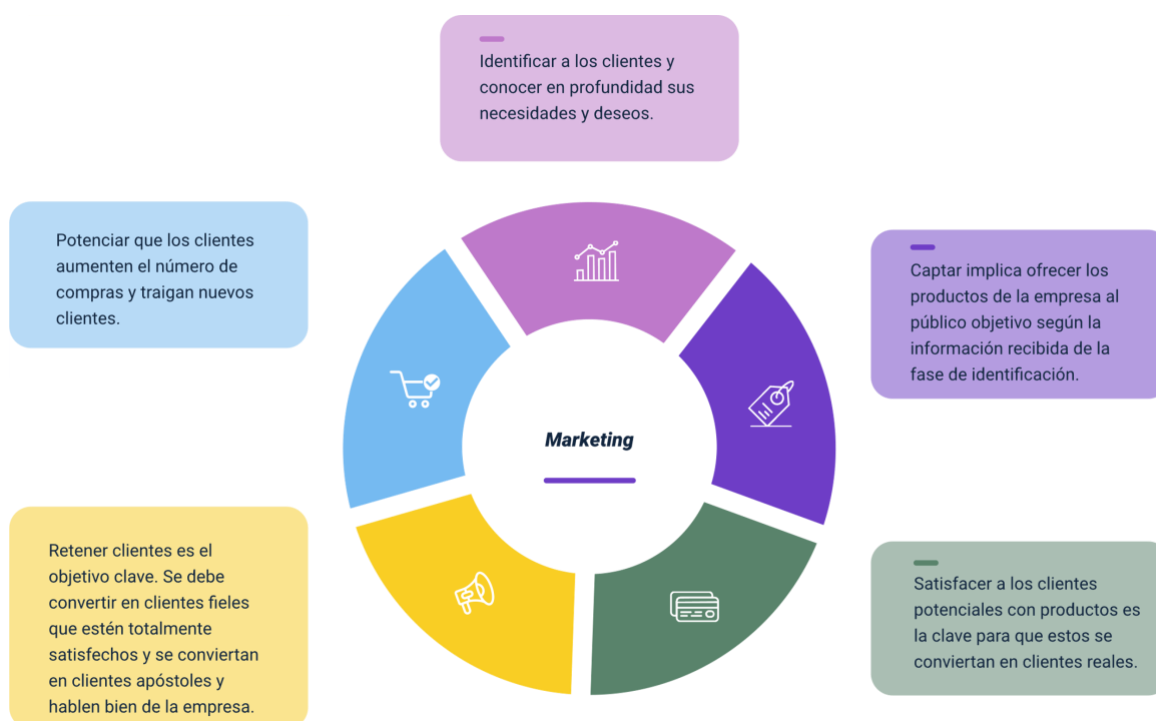 Identificar a los clientes y
conocer en profundidad sus
necesidades y deseos.
Potenciar que los clientes
aumenten el número de
compras y traigan nuevos
clientes.
Captar implica ofrecer los
productos de la empresa al
público objetivo según la
información recibida de la
fase de identificación.
Marketing
Retener clientes es el
objetivo clave. Se debe
convertir en clientes fieles
que estén totalmente
satisfechos y se conviertan
en clientes apóstoles y
hablen bien de la empresa.
Satisfacer a los clientes
potenciales con productos es
la clave para que estos se
conviertan en clientes reales.